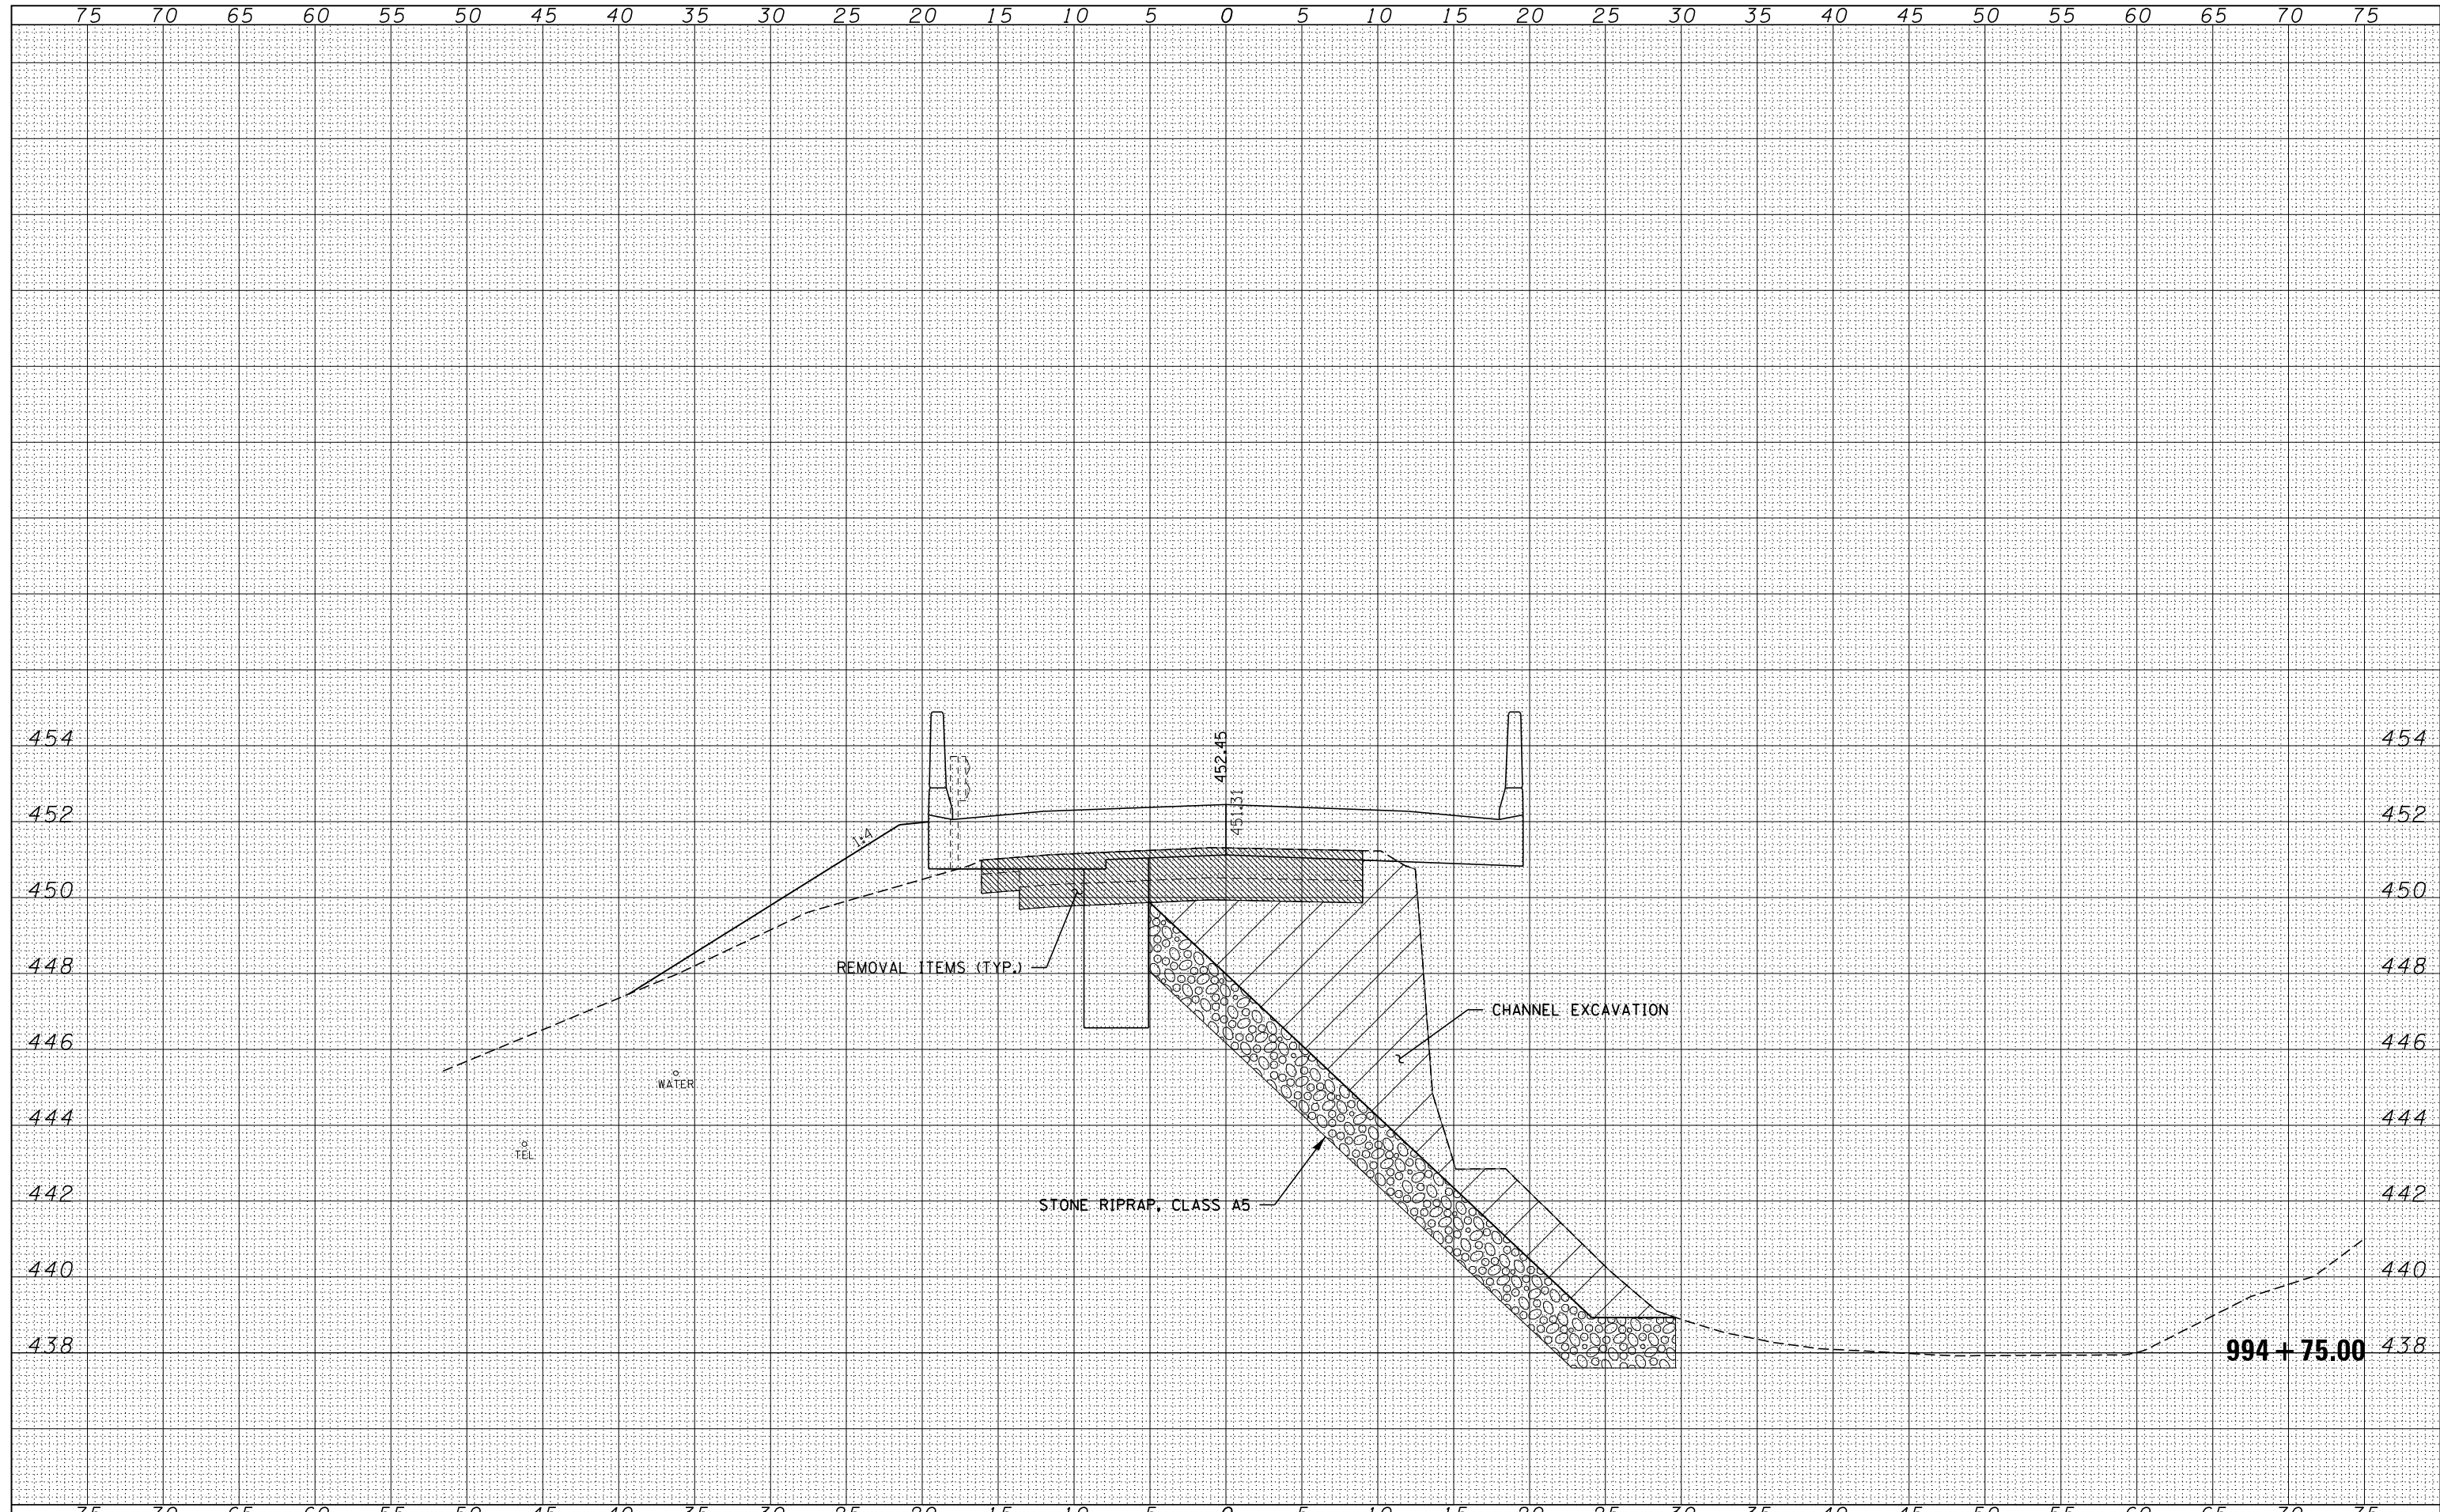 75 70 65 60 55 50 45 40 35 30 25 20 15 10 5 0 5 10 15 20 25 30 35 40 45 50 55 60 65 70 75
454 452.45 454
452 451.31 452
1:4
450 450
448 REMOVAL ITEMS (TYP.) 448
CHANNEL EXCAVATION
446 446
WATER
444 444
TEL
442 STONE RIPRAP, CLASS A5 442
440 440
438 994+75.00 438
75 70 65 60 55 50 45 40 35 30 25 20 15 10 5 0 5 10 15 20 25 30 35 40 45 50 55 60 65 70 75